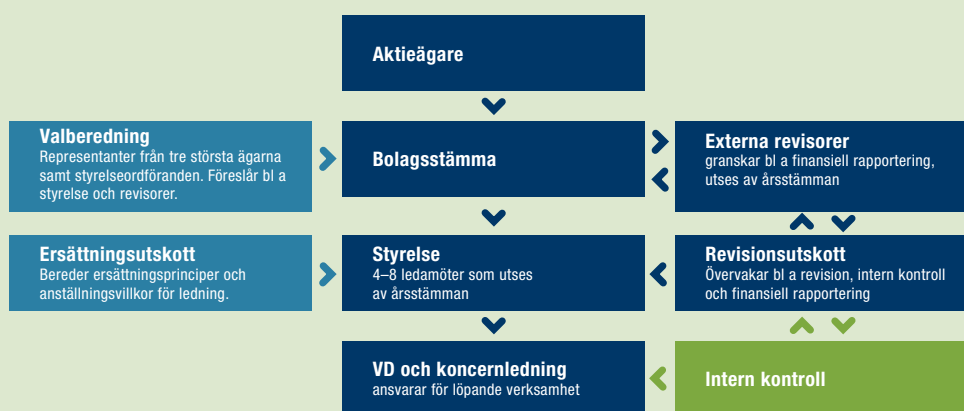 Aktieägare
Valberedning
Representanter från tre största ägarna
samt styrelseordföranden. Föreslår bl a
styrelse och revisorer.
Bolagsstämma
Externa revisorer
granskar bl a finansiell rapportering,
utses av årsstämman
Ersättningsutskott
Bereder ersättningsprinciper och
anställningsvillkor för ledning.
Styrelse
4–8 ledamöter som utses
av årsstämman
Revisionsutskott
Övervakar bl a revision, intern kontroll
och finansiell rapportering
VD och koncernledning
ansvarar för löpande verksamhet
Intern kontroll